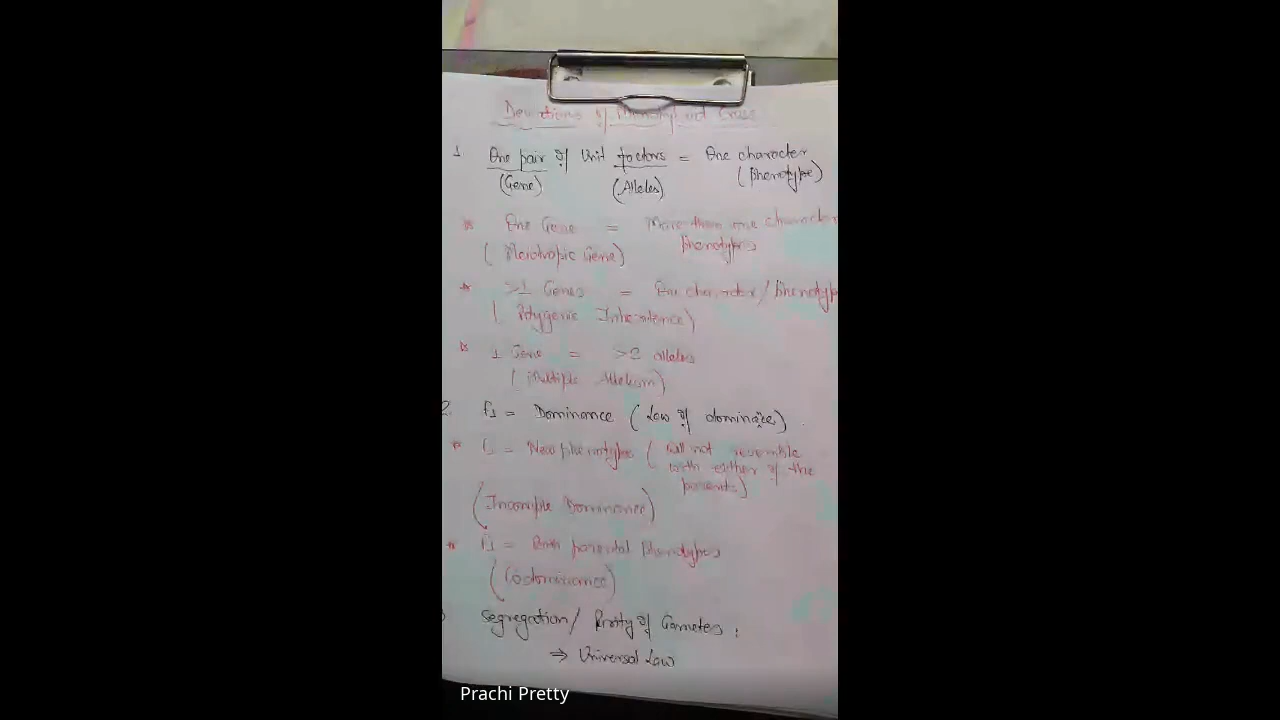 Deviations of Monohybrid Cross
1 One pair of Unit factors = One character
(Gene) (Alleles) (phenotype)
* One Gene = More than one character
phenotypes
( Pleiotropic Gene)
* >1 Genes = One character/phenotype
( Polygenic Inheritance)
* 1 Gene = >2 alleles
( Multiple Allelism)
2. F1 = Dominance ( Law of dominace)
* F1 = New phenotypes ( will not resemble
with either of the
parents)
(Incomple Dominance)
* F1 = Both parental phenotypes
(Codominance)
Segregation/ Purity of Gametes :
⇒ Universal Law
Prachi Pretty